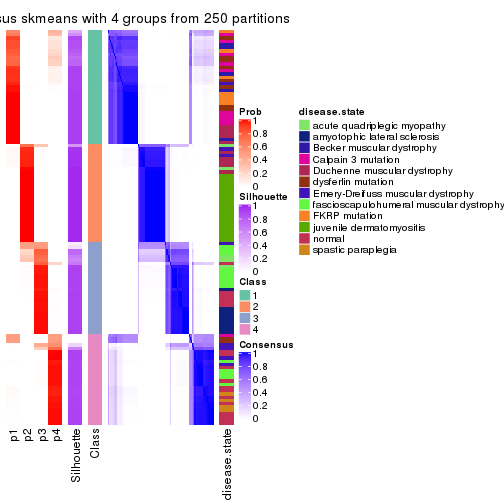 sus skmeans with 4 groups from 250 partitions
Prob
1
0.8
0.6
0.4
0.2
0
Silhouette
1
0.8
0.6
0.4
0.2
0
Class
1
2
3
4
Consensus
1
0.8
0.6
0.4
0.2
0
disease.state
acute quadriplegic myopathy
amyotrophic lateral sclerosis
Becker muscular dystrophy
Calpain 3 mutation
Duchenne muscular dystrophy
dysferlin mutation
Emery-Dreifuss muscular dystrophy
fascioscapulohumeral muscular dystrophy
FKRP mutation
juvenile dermatomyositis
normal
spastic paraplegia
p1
p2
p3
p4
Silhouette
Class
disease.state